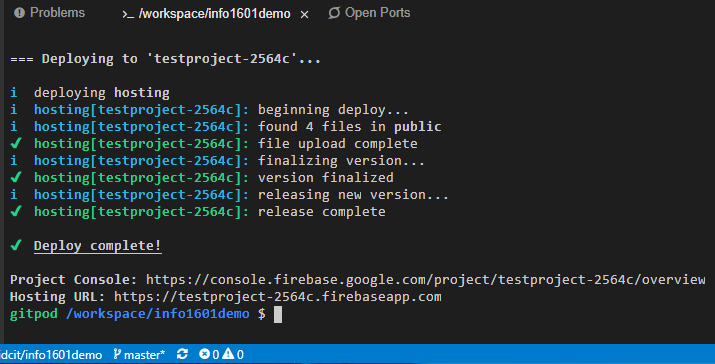 Problems >_ /workspace/info1601demo × Open Ports
=== Deploying to 'testproject-2564c'...
i deploying hosting
i hosting[testproject-2564c]: beginning deploy...
i hosting[testproject-2564c]: found 4 files in public
✔ hosting[testproject-2564c]: file upload complete
i hosting[testproject-2564c]: finalizing version...
✔ hosting[testproject-2564c]: version finalized
i hosting[testproject-2564c]: releasing new version...
✔ hosting[testproject-2564c]: release complete
✔ Deploy complete!
Project Console: https://console.firebase.google.com/project/testproject-2564c/overview
Hosting URL: https://testproject-2564c.firebaseapp.com
gitpod /workspace/info1601demo $
idcit/info1601demo master* 0 0